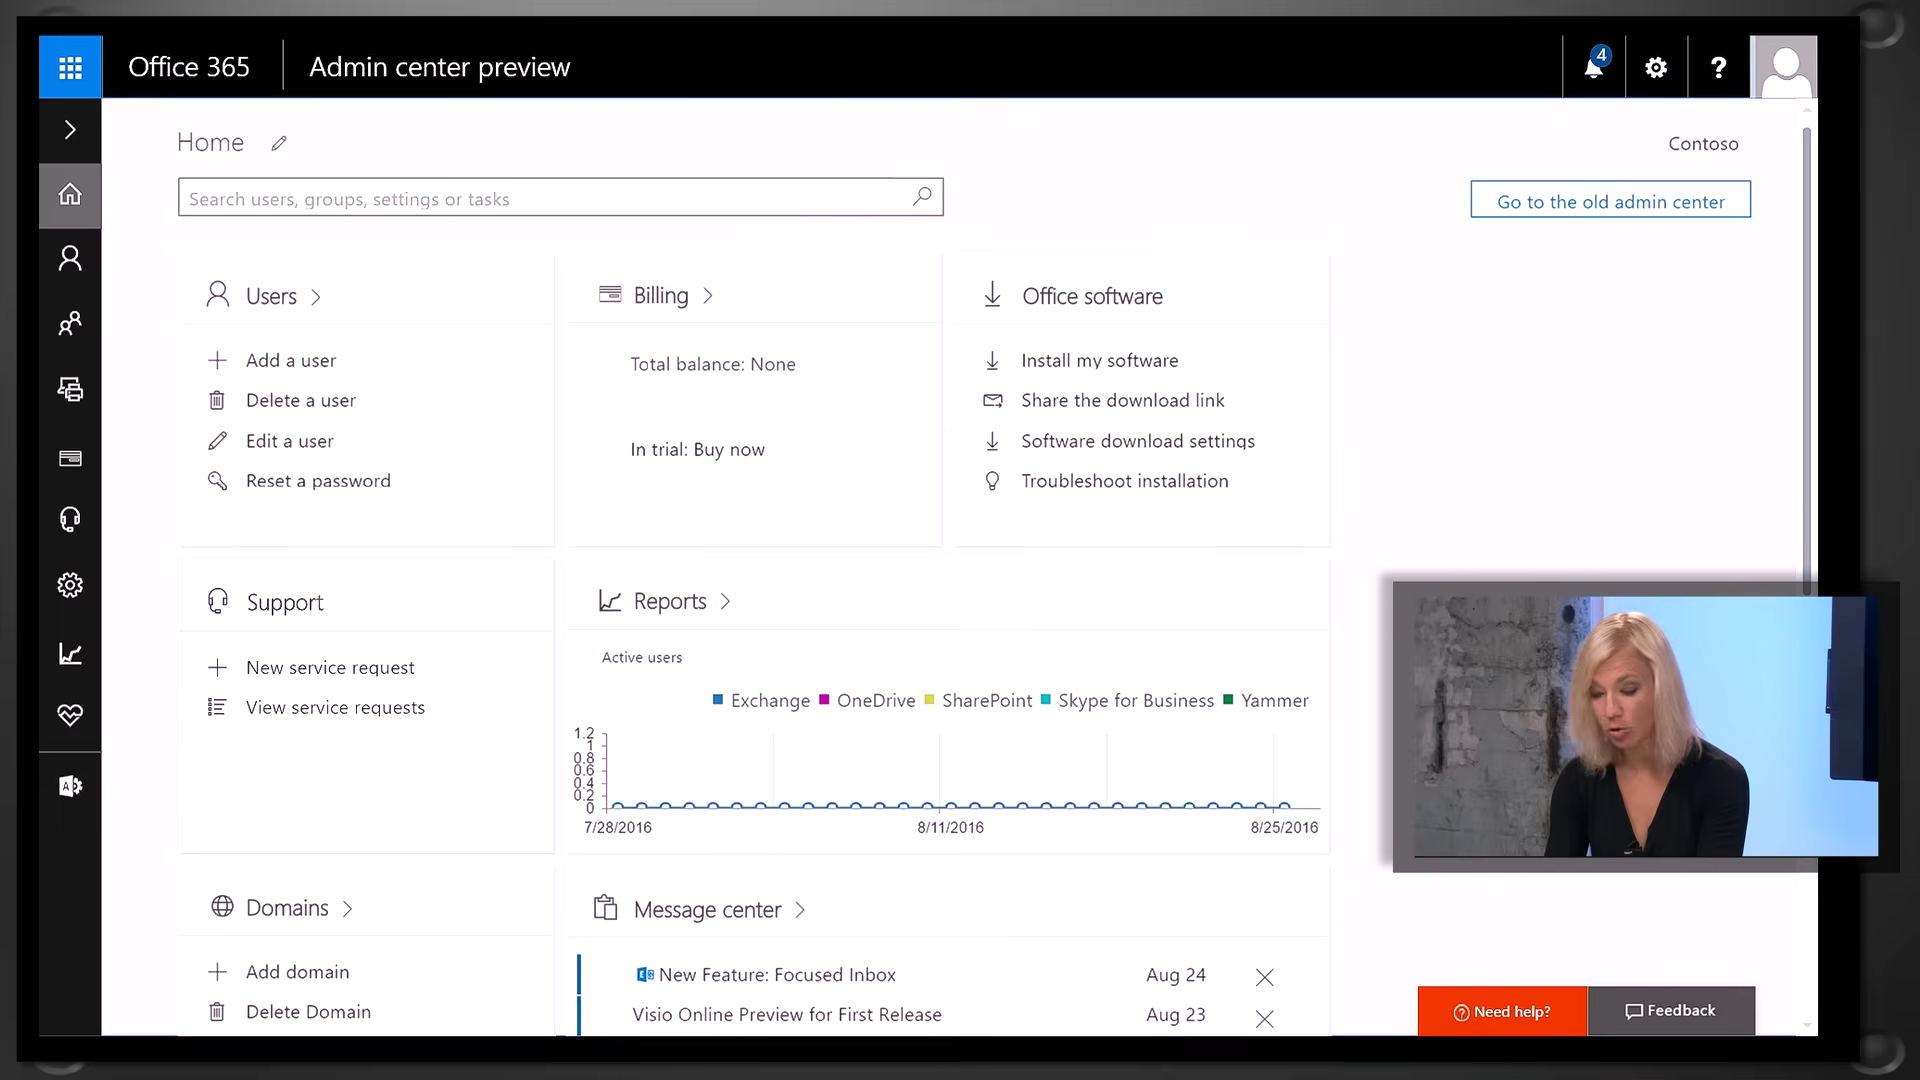 Office 365
Admin center preview
4
?
Home
Contoso
Search users, groups, settings or tasks
Go to the old admin center
Users
Add a user
Delete a user
Edit a user
Reset a password
Billing
Total balance: None
In trial: Buy now
Office software
Install my software
Share the download link
Software download settings
Troubleshoot installation
Support
New service request
View service requests
Reports
Active users
Exchange OneDrive SharePoint Skype for Business Yammer
1.2
1
0.8
0.6
0.4
0.2
0
7/28/2016 8/11/2016 8/25/2016
Domains
Add domain
Delete Domain
Message center
New Feature: Focused Inbox Aug 24
Visio Online Preview for First Release Aug 23
Need help?
Feedback